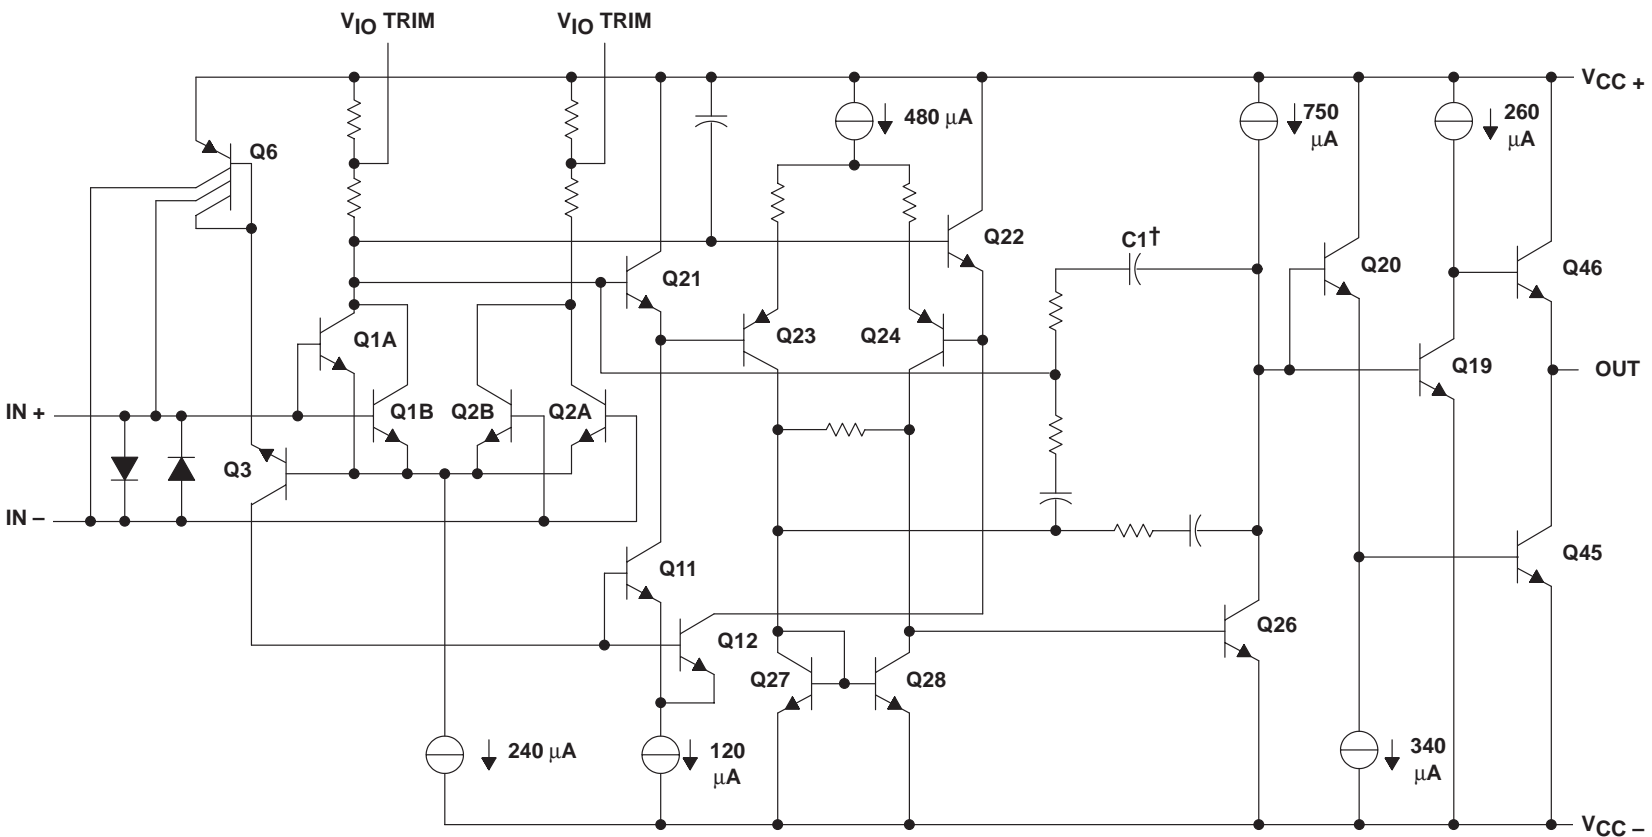 VIO TRIM
VIO TRIM
VCC +
480 μA
750
μA
260
μA
Q6
Q22
C1†
Q21
Q20
Q46
Q1A
Q23
Q24
Q19
OUT
IN +
Q1B
Q2B
Q2A
Q3
IN –
Q11
Q45
Q12
Q26
Q27
Q28
240 μA
120
μA
340
μA
VCC –